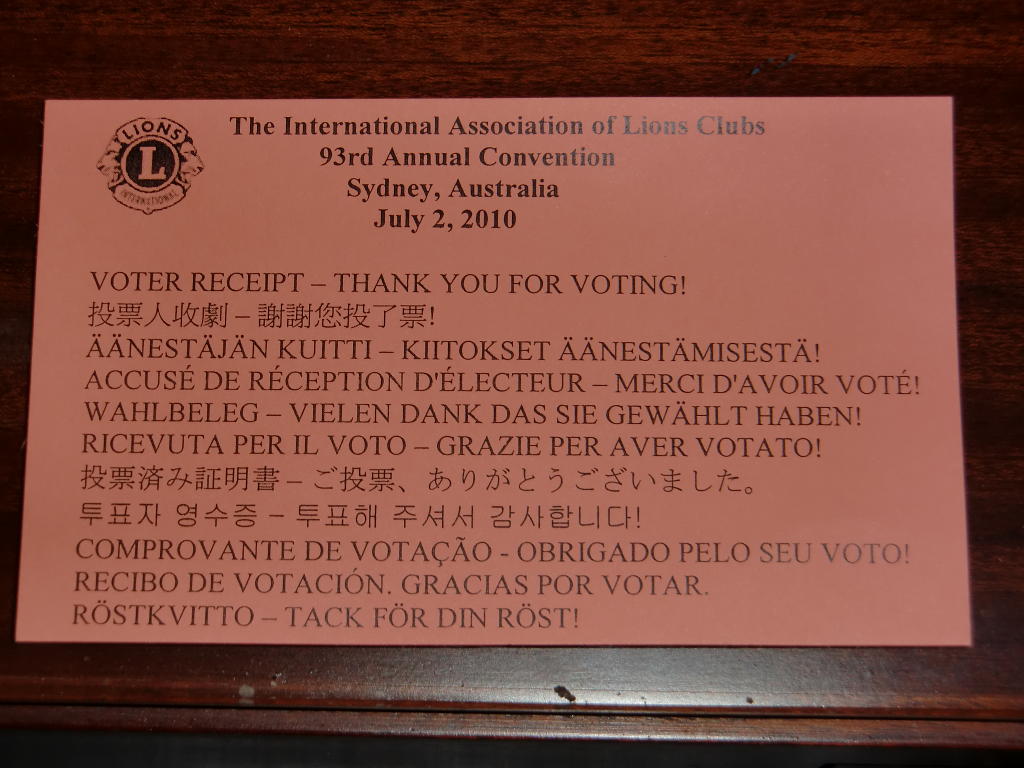 LIONS
L
INTERNATIONAL
The International Association of Lions Clubs
93rd Annual Convention
Sydney, Australia
July 2, 2010
VOTER RECEIPT – THANK YOU FOR VOTING!
投票人收劇 – 謝謝您投了票!
ÄÄNESTÄJÄN KUITTI – KIITOKSET ÄÄNESTÄMISESTÄ!
ACCUSÉ DE RÉCEPTION D'ÉLECTEUR – MERCI D'AVOIR VOTÉ!
WAHLBELEG – VIELEN DANK DAS SIE GEWÄHLT HABEN!
RICEVUTA PER IL VOTO – GRAZIE PER AVER VOTATO!
投票済み証明書 – ご投票、ありがとうございました。
투표자 영수증 – 투표해 주셔서 감사합니다!
COMPROVANTE DE VOTAÇÃO - OBRIGADO PELO SEU VOTO!
RECIBO DE VOTACIÓN. GRACIAS POR VOTAR.
RÖSTKVITTO – TACK FÖR DIN RÖST!